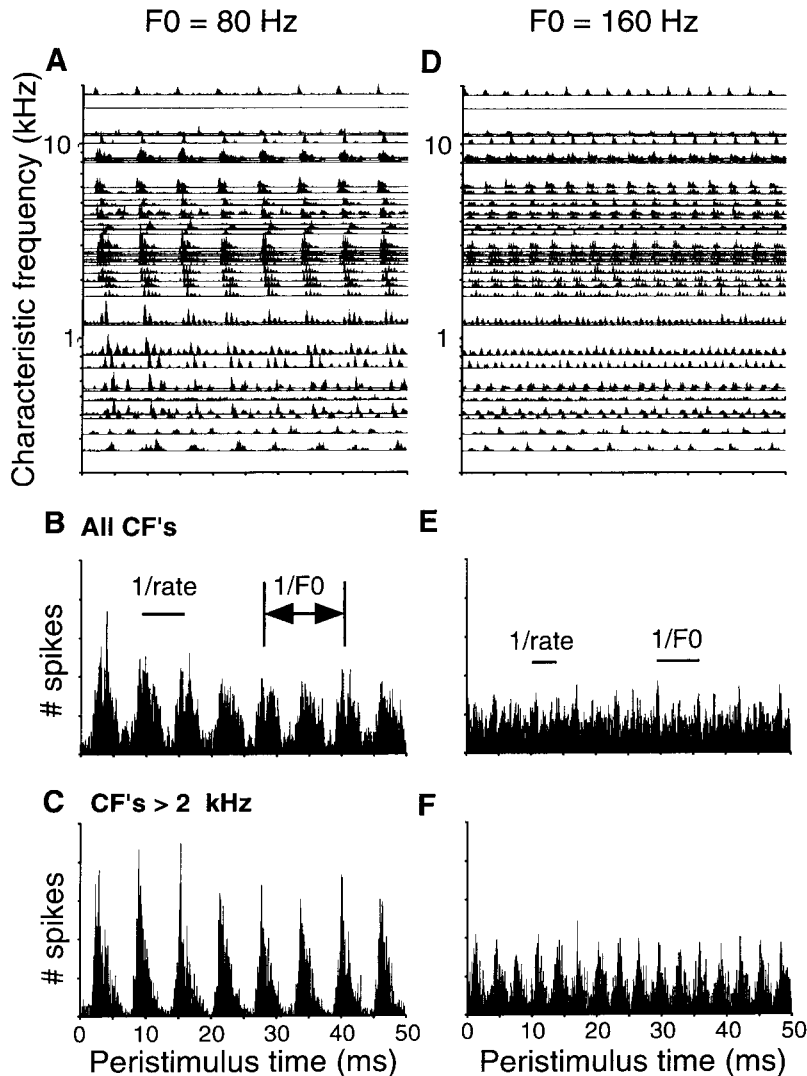 F0 = 80 Hz
F0 = 160 Hz
A
D
Characteristic frequency (kHz)
10
1
10
1
B All CF's
E
# spikes
1/rate
1/F0
1/rate
1/F0
C CF's > 2 kHz
F
# spikes
0 10 20 30 40 50
0 10 20 30 40 50
Peristimulus time (ms)
Peristimulus time (ms)